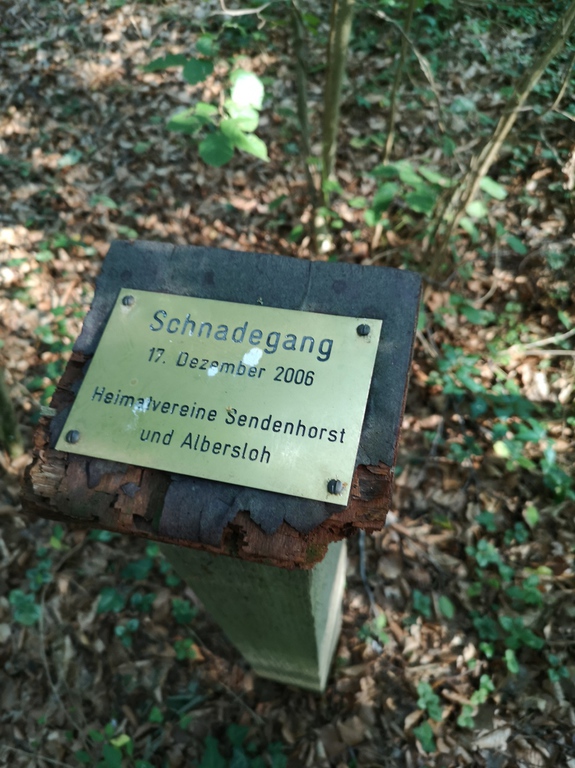 Schnadegang
17. Dezember 2006
Heimatvereine Sendenhorst
und Albersloh